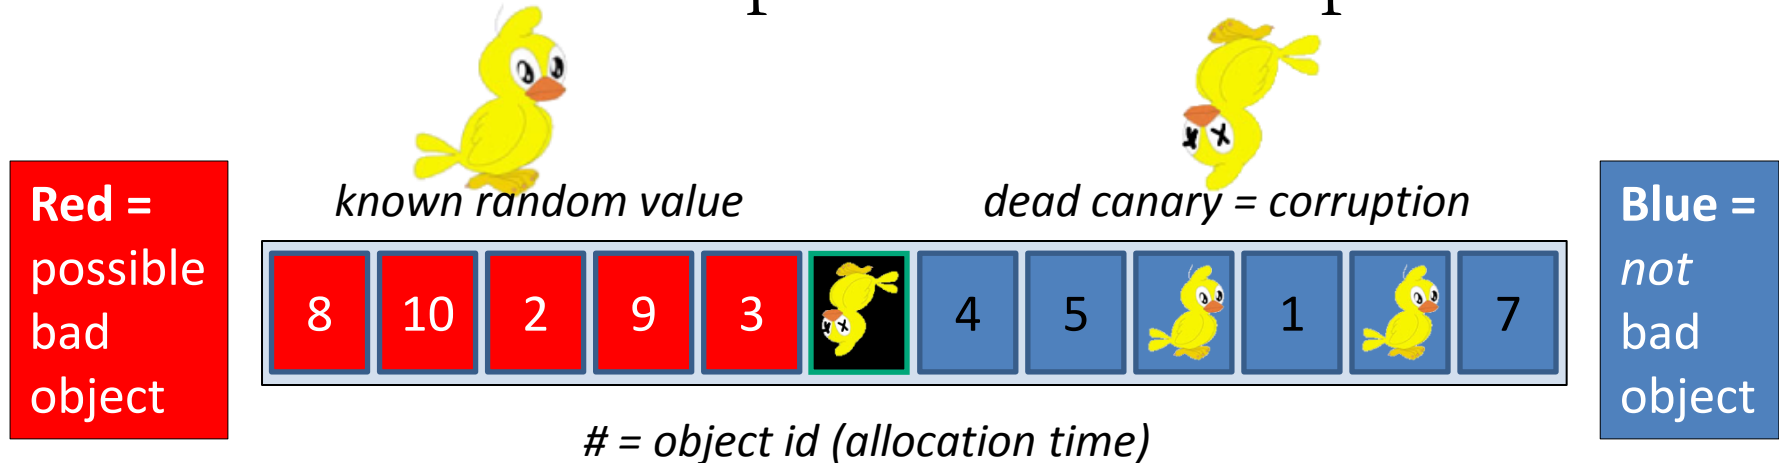 known random value
dead canary = corruption
Red =
possible
bad
object
8 10 2 9 3 4 5 1 7
Blue =
not
bad
object
# = object id (allocation time)